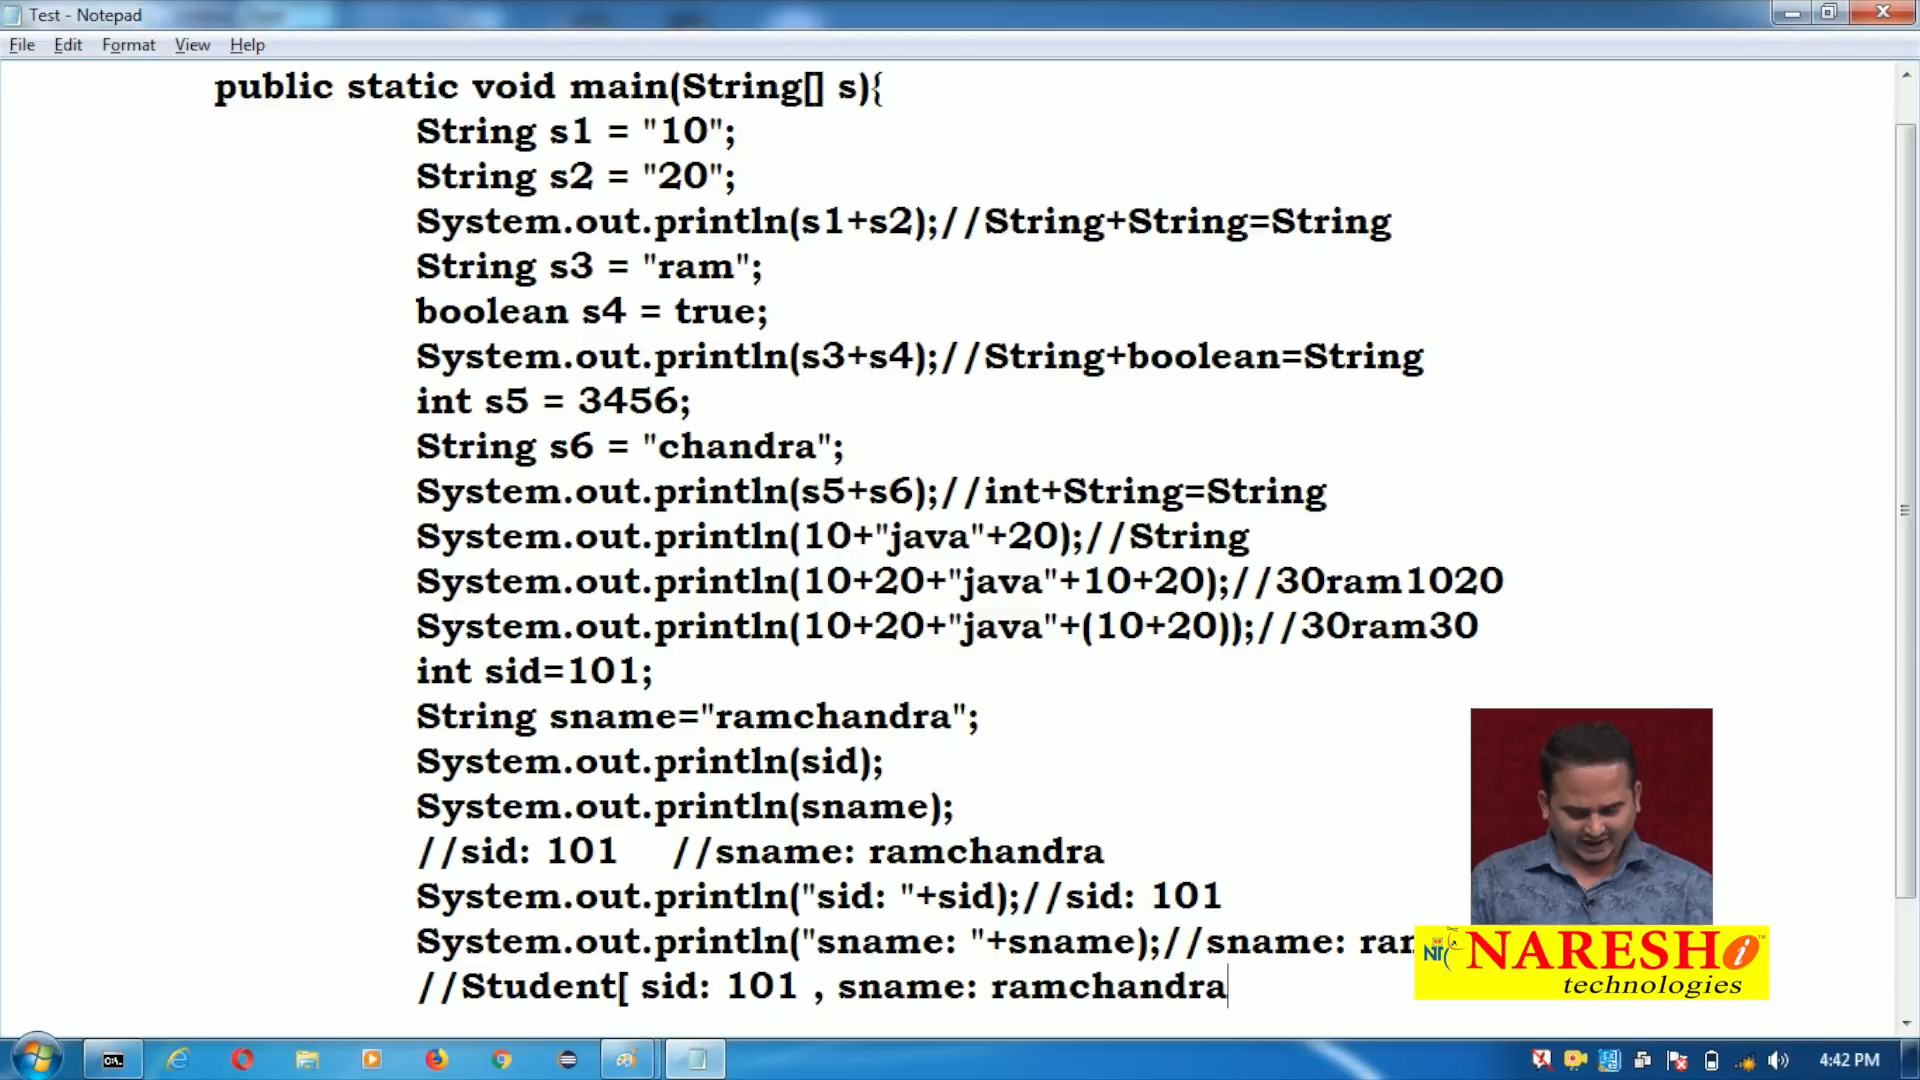 Test - Notepad
File Edit Format View Help
public static void main(String[] s){
String s1 = "10";
String s2 = "20";
System.out.println(s1+s2);//String+String=String
String s3 = "ram";
boolean s4 = true;
System.out.println(s3+s4);//String+boolean=String
int s5 = 3456;
String s6 = "chandra";
System.out.println(s5+s6);//int+String=String
System.out.println(10+"java"+20);//String
System.out.println(10+20+"java"+10+20);//30ram1020
System.out.println(10+20+"java"+(10+20));//30ram30
int sid=101;
String sname="ramchandra";
System.out.println(sid);
System.out.println(sname);
//sid: 101 //sname: ramchandra
System.out.println("sid: "+sid);//sid: 101
System.out.println("sname: "+sname);//sname:
//Student[ sid: 101 , sname: ramchandra
NARESH i
technologies
4:42 PM